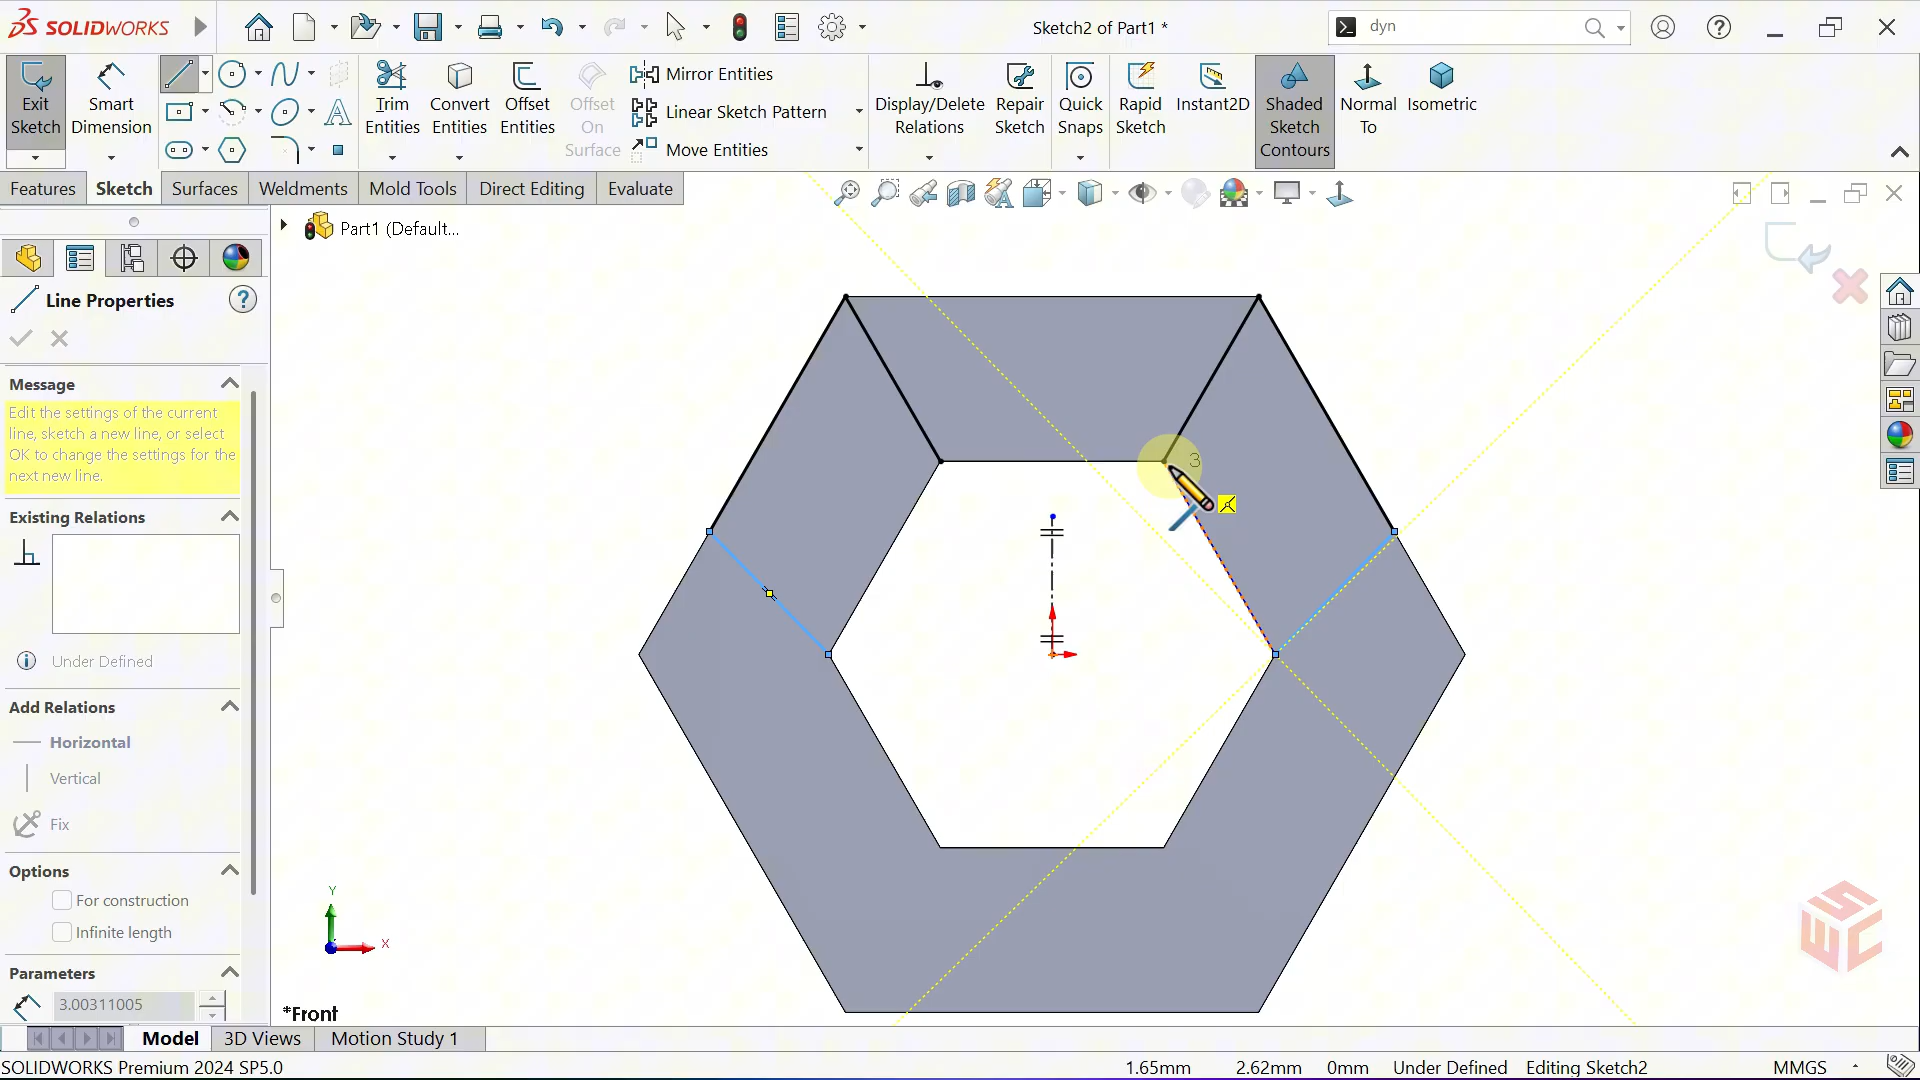 SOLIDWORKS
Sketch2 of Part1 *
dyn
Exit Sketch
Smart Dimension
Trim Entities
Convert Entities
Offset Entities
Offset On Surface
Mirror Entities
Linear Sketch Pattern
Move Entities
Display/Delete Relations
Repair Sketch
Quick Snaps
Rapid Sketch
Instant2D
Shaded Sketch Contours
Normal To
Isometric
Features
Sketch
Surfaces
Weldments
Mold Tools
Direct Editing
Evaluate
Part1 (Default...
Line Properties
Message
Edit the settings of the current
line, sketch a new line, or select
OK to change the settings for the
next new line.
Existing Relations
Under Defined
Add Relations
Horizontal
Vertical
Fix
Options
For construction
Infinite length
Parameters
3.00311005
3
Y
X
*Front
Model
3D Views
Motion Study 1
SOLIDWORKS Premium 2024 SP5.0
1.65mm
2.62mm
0mm
Under Defined
Editing Sketch2
MMGS